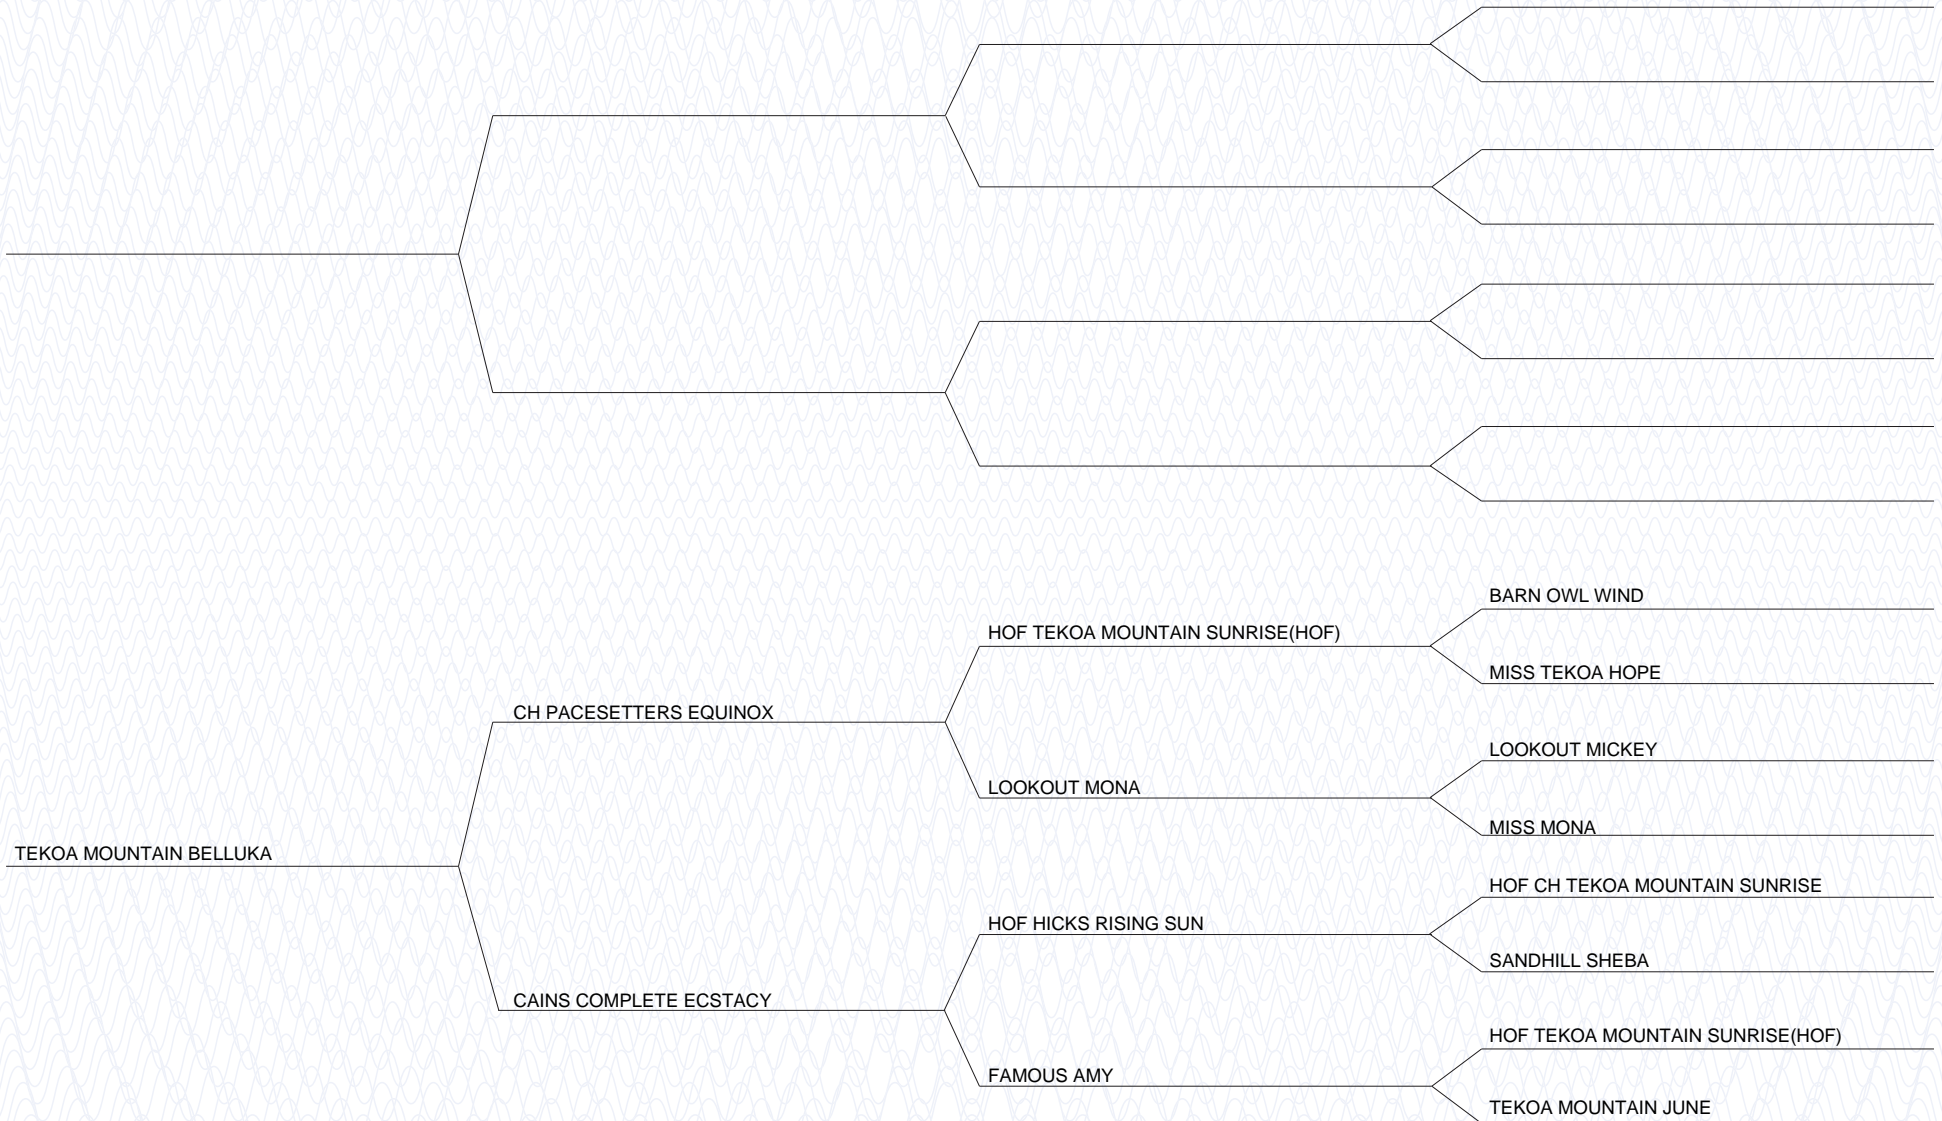 BARN OWL WIND
HOF TEKOA MOUNTAIN SUNRISE(HOF)
MISS TEKOA HOPE
CH PACESETTERS EQUINOX
LOOKOUT MICKEY
LOOKOUT MONA
MISS MONA
TEKOA MOUNTAIN BELLUKA
HOF CH TEKOA MOUNTAIN SUNRISE
HOF HICKS RISING SUN
SANDHILL SHEBA
CAINS COMPLETE ECSTACY
HOF TEKOA MOUNTAIN SUNRISE(HOF)
FAMOUS AMY
TEKOA MOUNTAIN JUNE